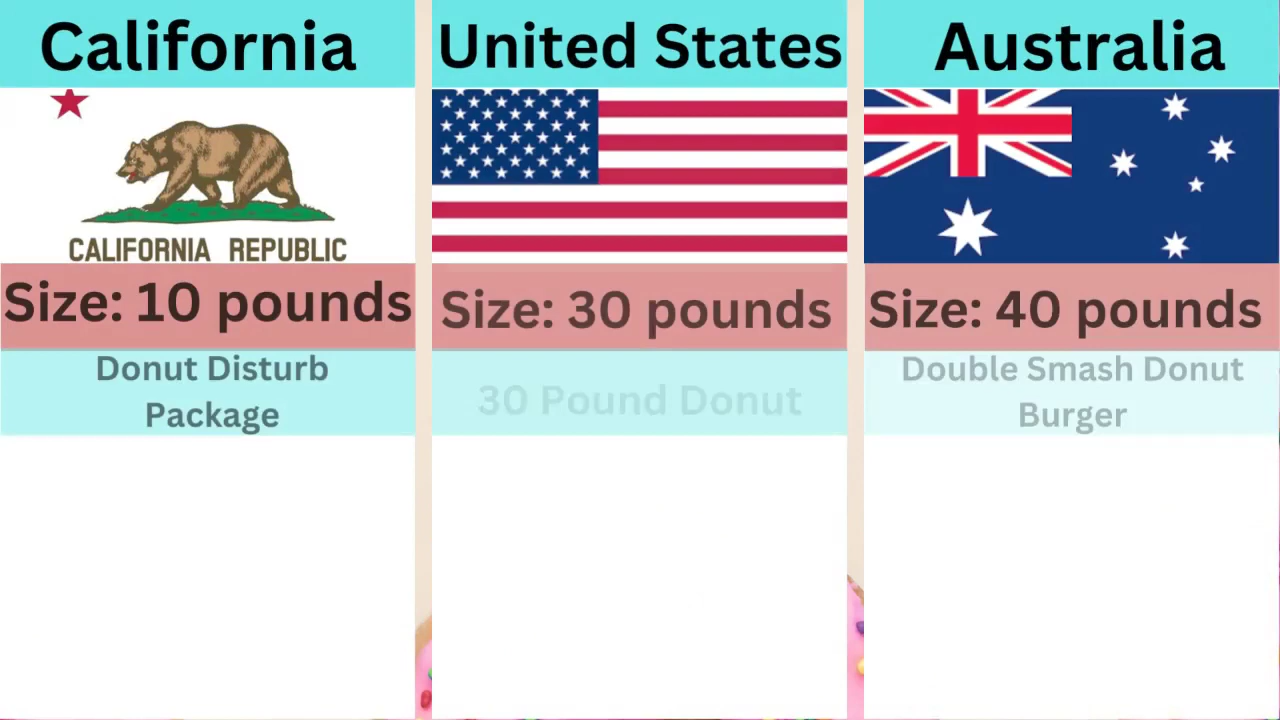 California
CALIFORNIA REPUBLIC
Size: 10 pounds
Donut Disturb
Package
United States
Size: 30 pounds
30 Pound Donut
Australia
Size: 40 pounds
Double Smash Donut
Burger